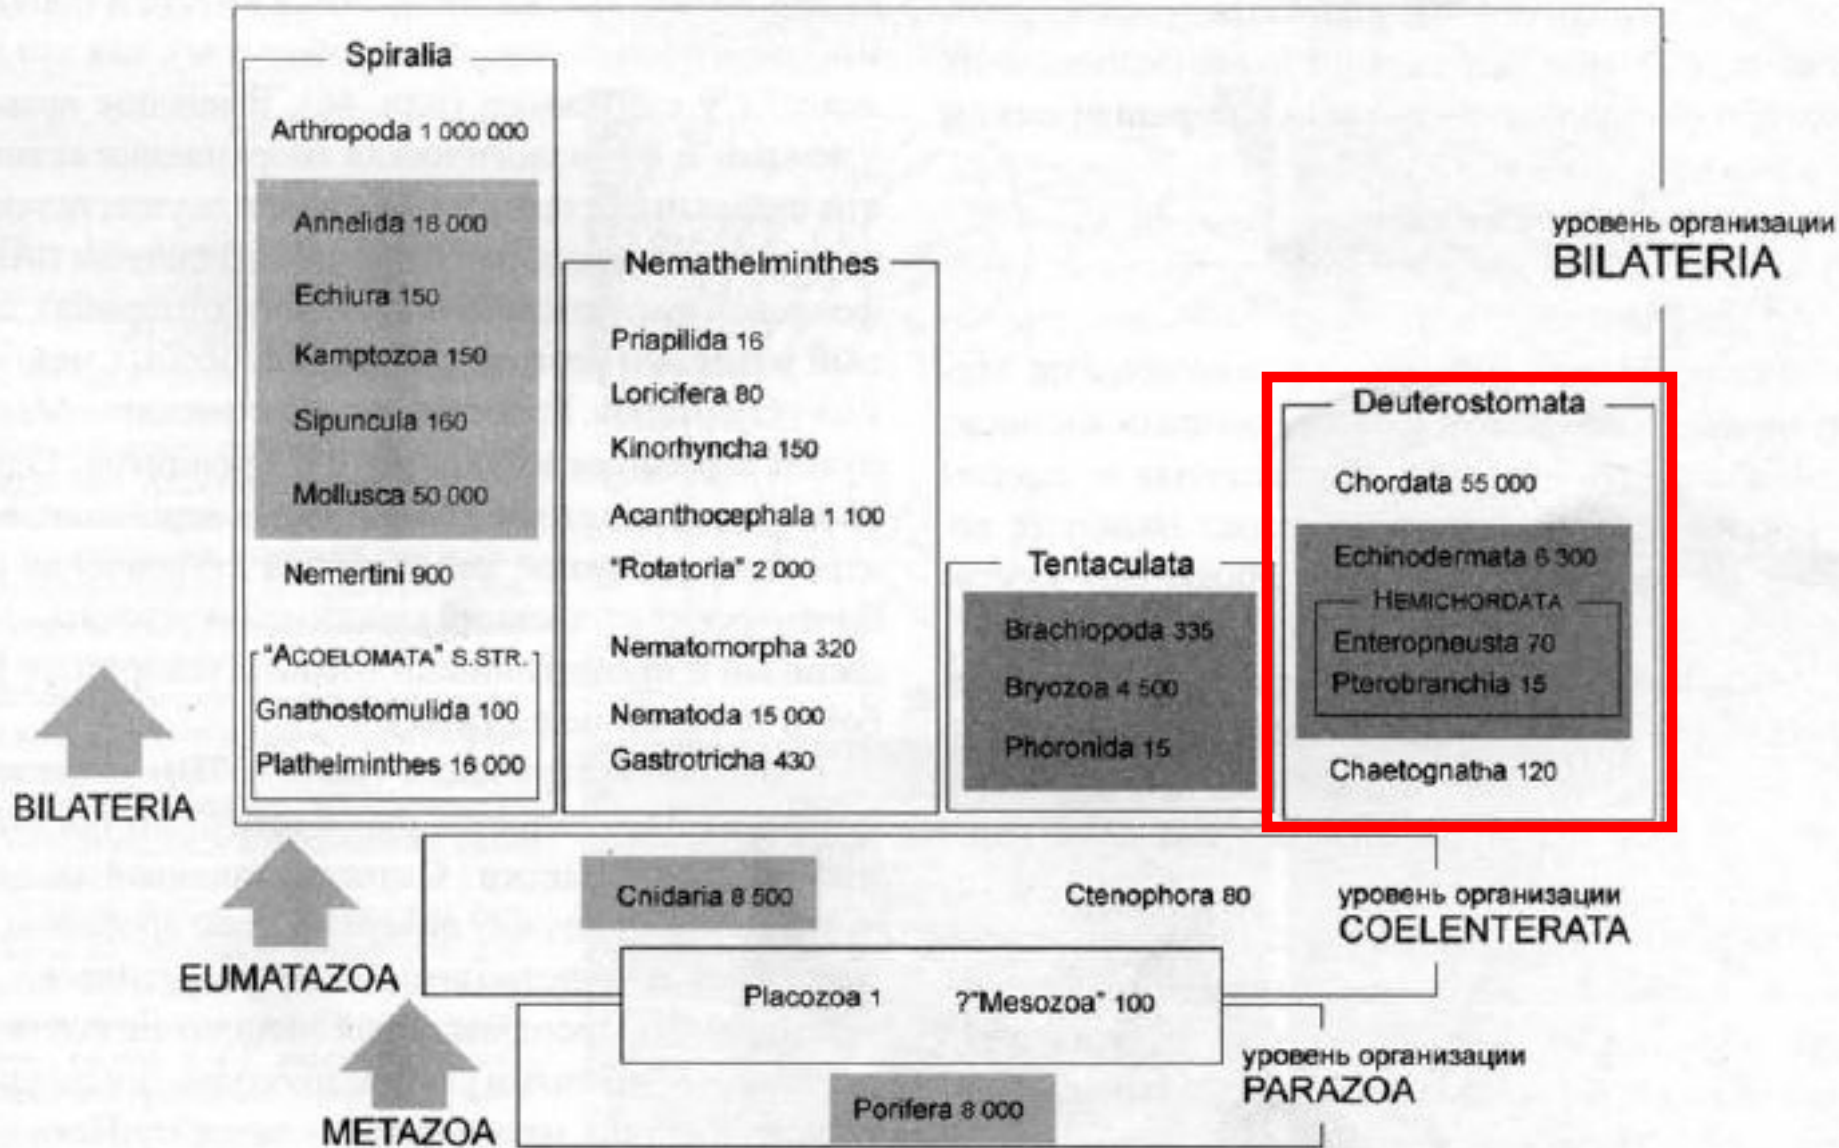 Spiralia
Arthropoda 1 000 000
Annelida 18 000
Echiura 150
Kamptozoa 150
Sipuncula 160
Mollusca 50 000
Nemertini 900
"ACOELOMATA" S.STR.
Gnathostomulida 100
Plathelminthes 16 000
Nemathelminthes
Priapilida 16
Loricifera 80
Kinorhyncha 150
Acanthocephala 1 100
"Rotatoria" 2 000
Nematomorpha 320
Nematoda 15 000
Gastrotricha 430
Tentaculata
Brachiopoda 335
Bryozoa 4 500
Phoronida 15
Deuterostomata
Chordata 55 000
Echinodermata 6 300
HEMICHORDATA
Enteropneusta 70
Pterobranchia 15
Chaetognatha 120
уровень организации
BILATERIA
BILATERIA
Cnidaria 8 500
Ctenophora 80
уровень организации
COELENTERATA
EUMATAZOA
Placozoa 1
?"Mesozoa" 100
уровень организации
PARAZOA
Porifera 8 000
METAZOA